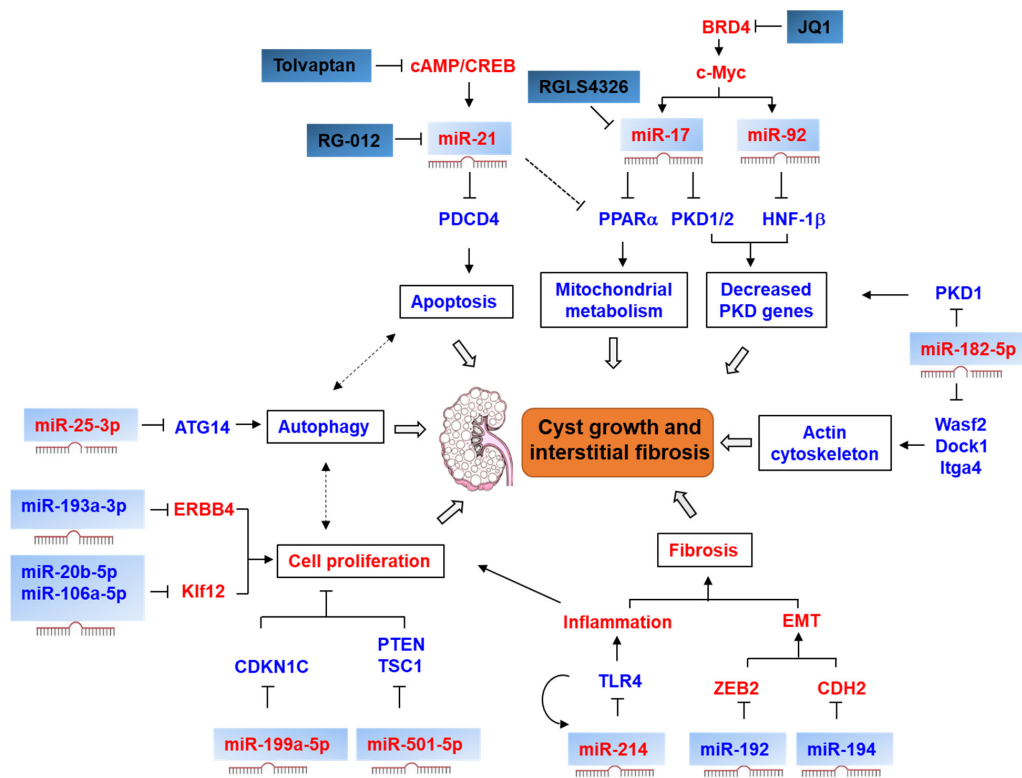 BRD4
JQ1
Tolvaptan
cAMP/CREB
c-Myc
RGLS4326
RG-012
miR-21
miR-17
miR-92
PDCD4
PPARα
PKD1/2
HNF-1β
Apoptosis
Mitochondrial
metabolism
Decreased
PKD genes
PKD1
miR-182-5p
miR-25-3p
ATG14
Autophagy
Cyst growth and
interstitial fibrosis
Actin
cytoskeleton
Wasf2
Dock1
Itga4
miR-193a-3p
ERBB4
miR-20b-5p
miR-106a-5p
Klf12
Cell proliferation
Fibrosis
Inflammation
EMT
CDKN1C
PTEN
TSC1
TLR4
ZEB2
CDH2
miR-199a-5p
miR-501-5p
miR-214
miR-192
miR-194